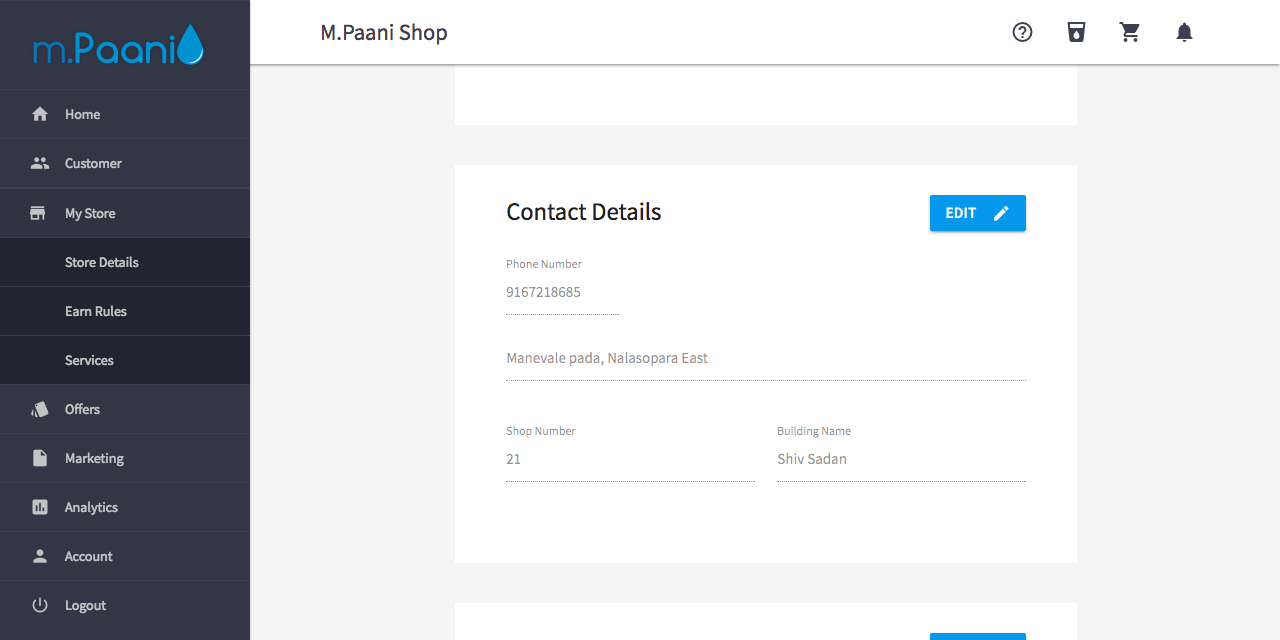 m.Paani
M.Paani Shop
Home
Customer
My Store
Store Details
Earn Rules
Services
Offers
Marketing
Analytics
Account
Logout
Contact Details
EDIT
Phone Number
9167218685
Manevale pada, Nalasopara East
Shop Number
Building Name
21
Shiv Sadan